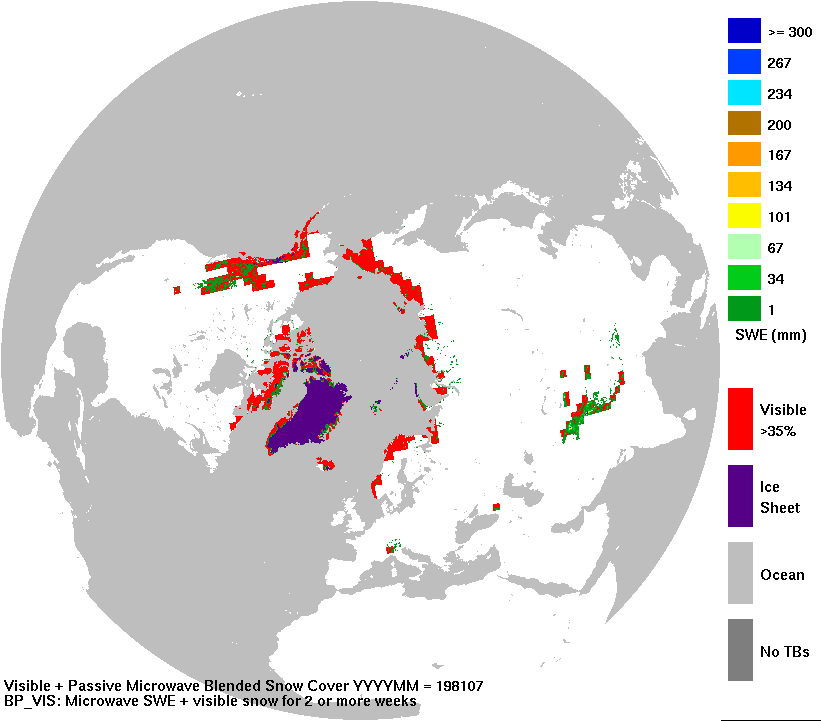 >= 300
267
234
200
167
134
101
67
34
1
SWE (mm)
Visible
>35%
Ice
Sheet
Ocean
No TBs
Visible + Passive Microwave Blended Snow Cover YYYYMM = 198107
BP_VIS: Microwave SWE + visible snow for 2 or more weeks